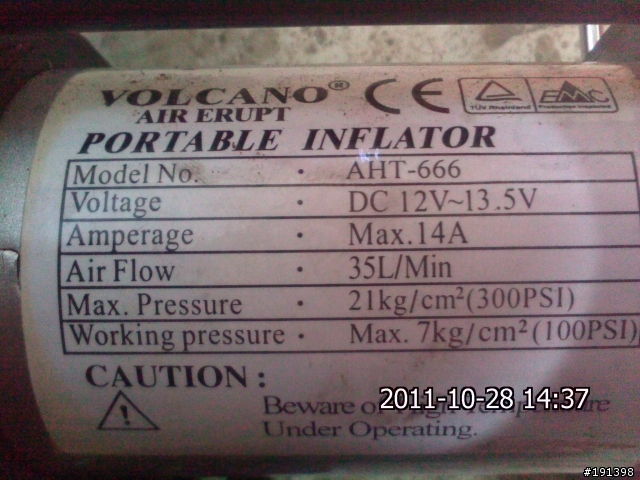 VOLCANO® CE TÜV Rheinland EMC
AIR ERUPT
PORTABLE INFLATOR
Model No. · AHT-666
Voltage · DC 12V~13.5V
Amperage · Max.14A
Air Flow · 35L/Min
Max. Pressure · 21kg/cm²(300PSI)
Working pressure · Max. 7kg/cm²(100PSI)
CAUTION :
Beware of
2011-10-28 14:37
Under Operating.
#191398